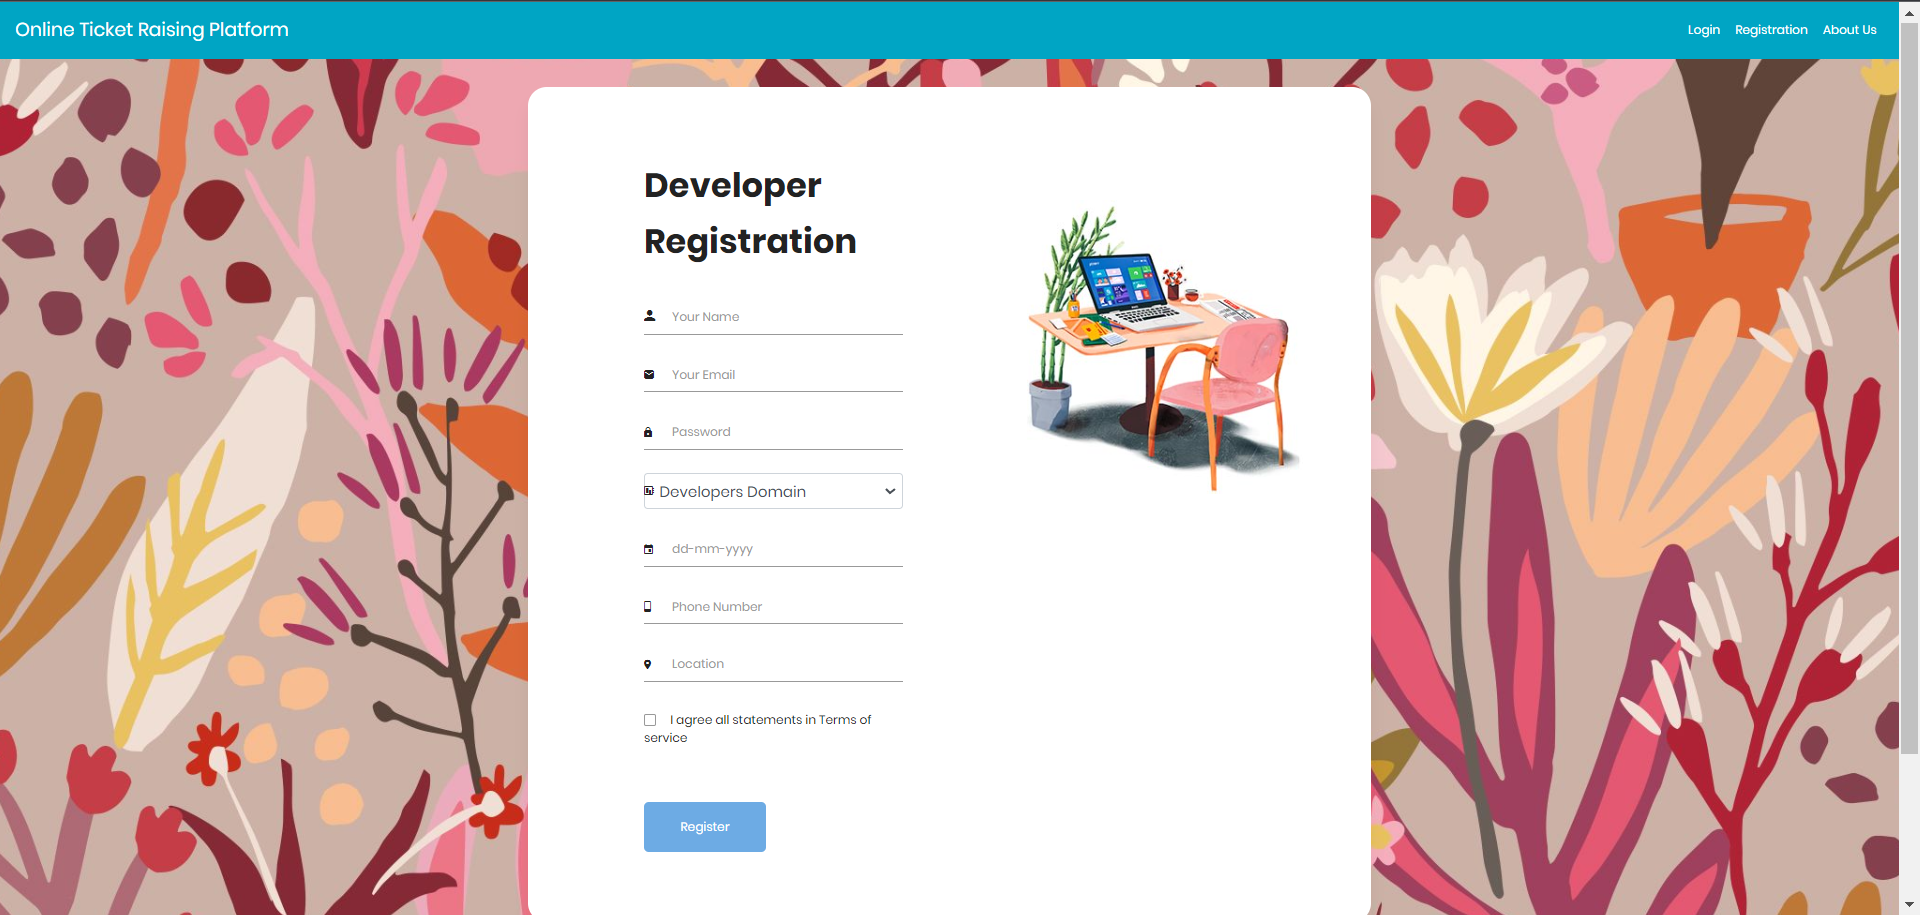 Online Ticket Raising Platform
Login Registration About Us
Developer
Registration
Your Name
Your Email
Password
Developers Domain
dd-mm-yyyy
Phone Number
Location
I agree all statements in Terms of
service
Register